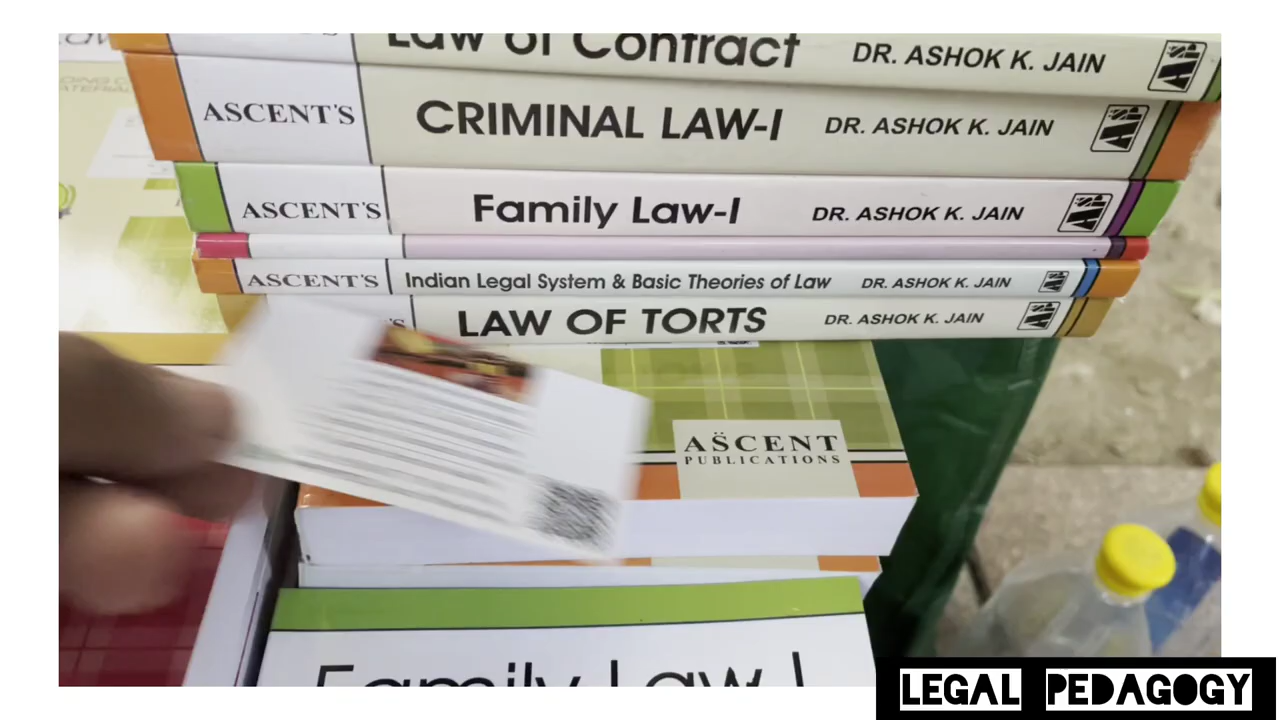 Law of Contract DR. ASHOK K. JAIN
ASCENT'S CRIMINAL LAW-I DR. ASHOK K. JAIN
ASCENT'S Family Law-I DR. ASHOK K. JAIN
ASCENT'S Indian Legal System & Basic Theories of Law DR. ASHOK K. JAIN
LAW OF TORTS DR. ASHOK K. JAIN
ASCENT
PUBLICATIONS
Family Law-I
LEGAL PEDAGOGY